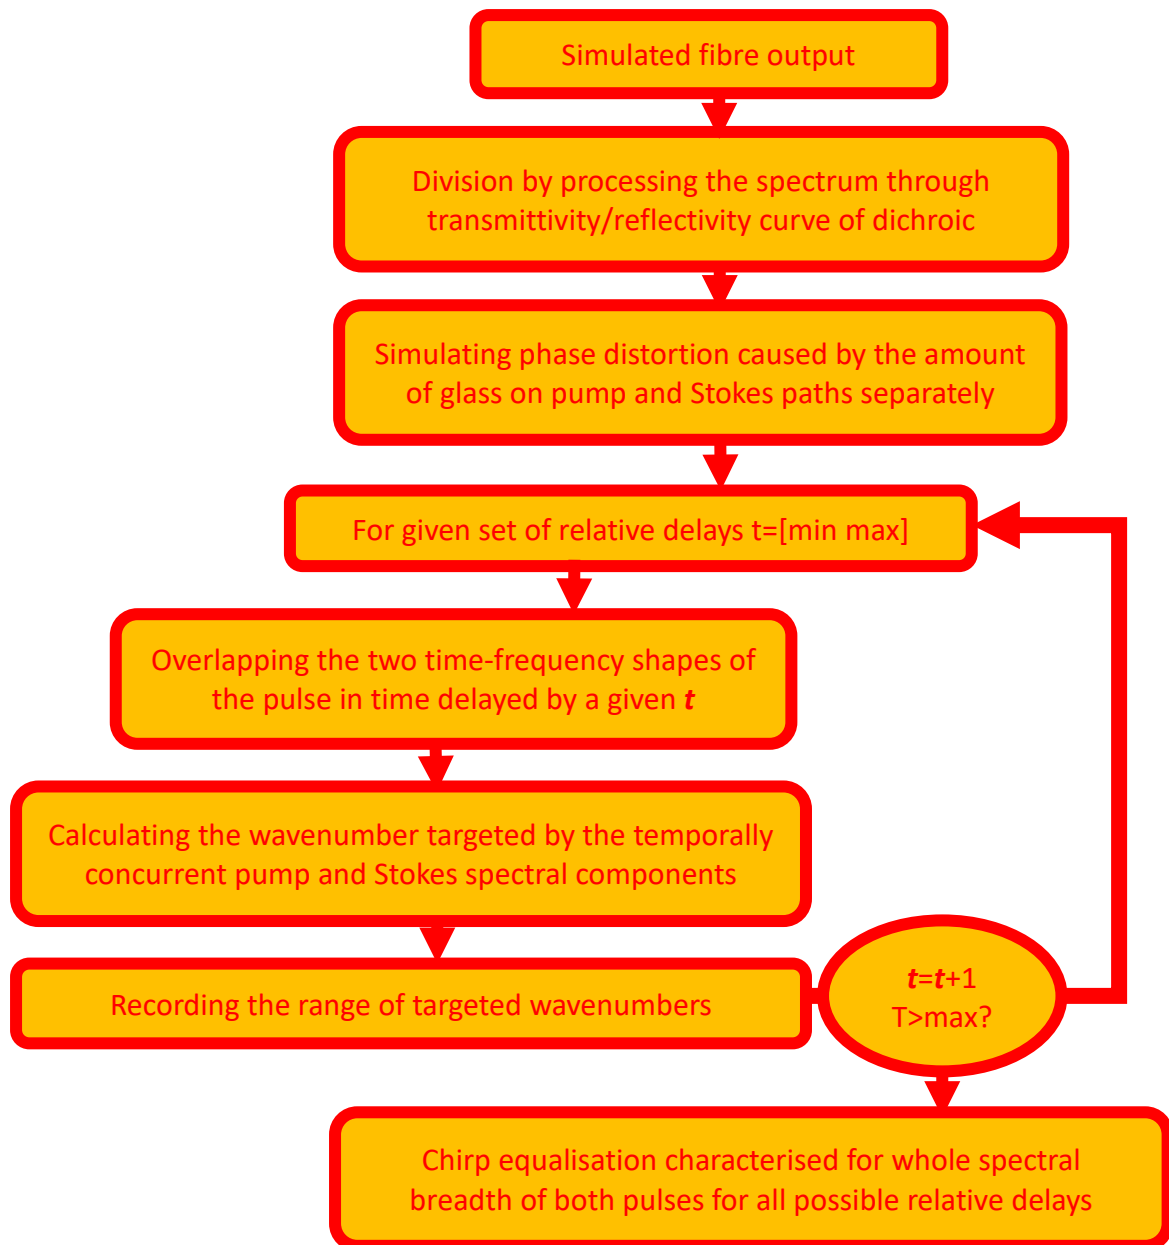 Simulated fibre output
Division by processing the spectrum through
transmittivity/reflectivity curve of dichroic
Simulating phase distortion caused by the amount
of glass on pump and Stokes paths separately
For given set of relative delays t=[min max]
Overlapping the two time-frequency shapes of
the pulse in time delayed by a given t
Calculating the wavenumber targeted by the temporally
concurrent pump and Stokes spectral components
Recording the range of targeted wavenumbers
t=t+1
T>max?
Chirp equalisation characterised for whole spectral
breadth of both pulses for all possible relative delays